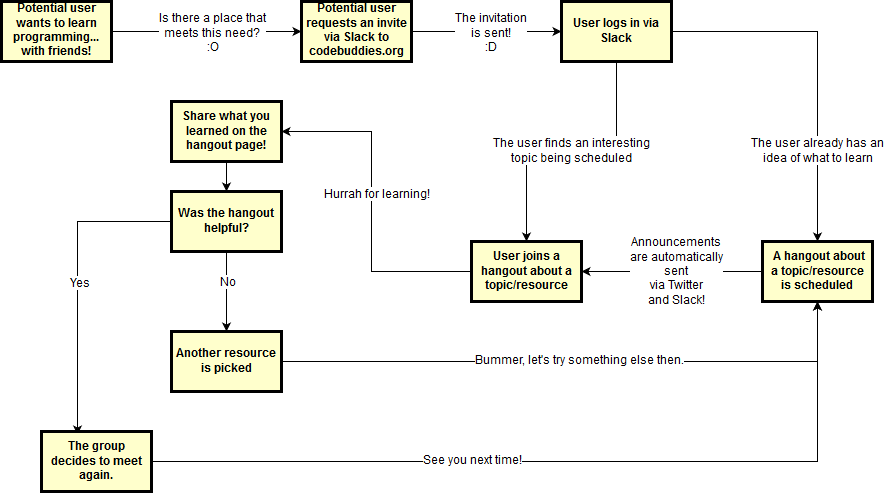 Potential user
wants to learn
programming...
with friends!
Is there a place that
meets this need?
:O
Potential user
requests an invite
via Slack to
codebuddies.org
The invitation
is sent!
:D
User logs in via
Slack
Share what you
learned on the
hangout page!
The user finds an interesting
topic being scheduled
The user already has an
idea of what to learn
Hurrah for learning!
Was the hangout
helpful?
User joins a
hangout about a
topic/resource
Announcements
are automatically
sent
via Twitter
and Slack!
A hangout about
a topic/resource
is scheduled
Yes
No
Another resource
is picked
Bummer, let's try something else then.
The group
decides to meet
again.
See you next time!